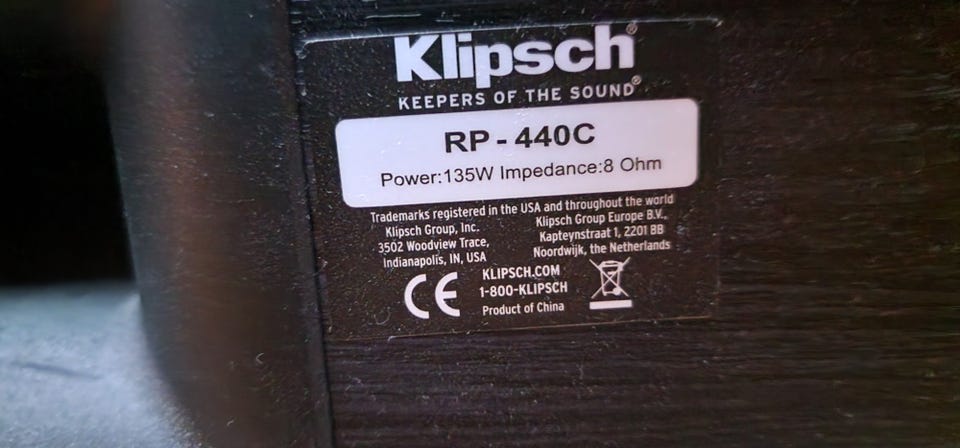 Klipsch®
KEEPERS OF THE SOUND®
RP - 440C
Power:135W Impedance:8 Ohm
Trademarks registered in the USA and throughout the world
Klipsch Group, Inc.
3502 Woodview Trace,
Indianapolis, IN, USA
Klipsch Group Europe B.V.,
Kapteynstraat 1, 2201 BB
Noordwijk, the Netherlands
CE
KLIPSCH.COM
1-800-KLIPSCH
Product of China